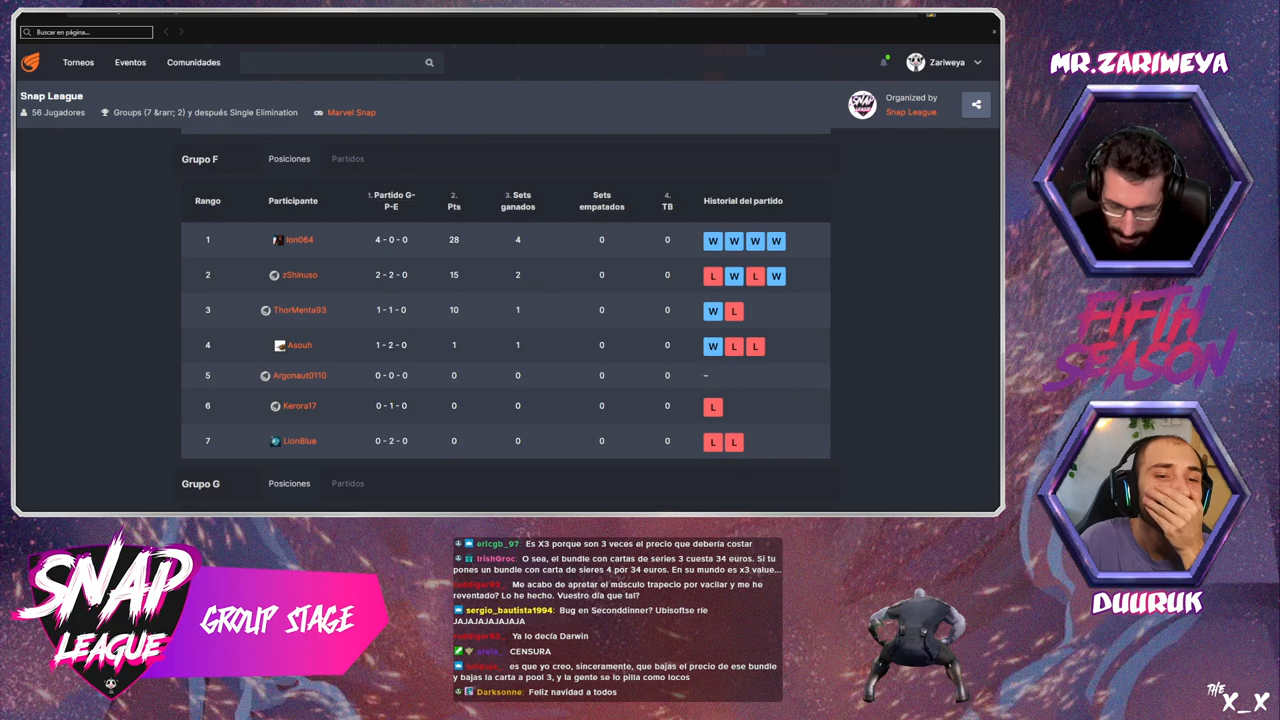 Buscar en página...
Torneos Eventos Comunidades
Zariweya
Snap League
56 Jugadores Groups (7 &rarr; 2) y después Single Elimination Marvel Snap
Organized by
Snap League
Grupo F Posiciones Partidos
Rango Participante 1. Partido G-P-E 2. Pts 3. Sets ganados Sets empatados 4. TB Historial del partido
1 Ion064 4 - 0 - 0 28 4 0 0 W W W W
2 zShinuso 2 - 2 - 0 15 2 0 0 L W L W
3 ThorMenta93 1 - 1 - 0 10 1 0 0 W L
4 Asouh 1 - 2 - 0 1 1 0 0 W L L
5 Argonaut0110 0 - 0 - 0 0 0 0 0 –
6 Kerora17 0 - 1 - 0 0 0 0 0 L
7 LionBlue 0 - 2 - 0 0 0 0 0 L L
Grupo G Posiciones Partidos
MR.ZARIWEYA
FIFTH
SEASON
DUURUK
SNAP
LEAGUE
GROUP STAGE
ericgb_97: Es X3 porque son 3 veces el precio que debería costar
IrishGroc: O sea, el bundle con cartas de series 3 cuesta 34 euros. Si tu
pones un bundle con carta de sieres 4 pòr 34 euros. En su mundo es x3 value...
Me acabo de apretar el músculo trapecio por vacilar y me he
reventado? Lo he hecho. Vuestro día que tal?
sergio_bautista1994: Bug en Seconddinner? Ubisoftse ríe
JAJAJAJAJAJAJA
Ya lo decía Darwin
CENSURA
es que yo creo, sinceramente, que bajas el precio de ese bundle
y bajas la carta a pool 3, y la gente se lo pilla como locos
Darksonne: Feliz navidad a todos
THE X_X